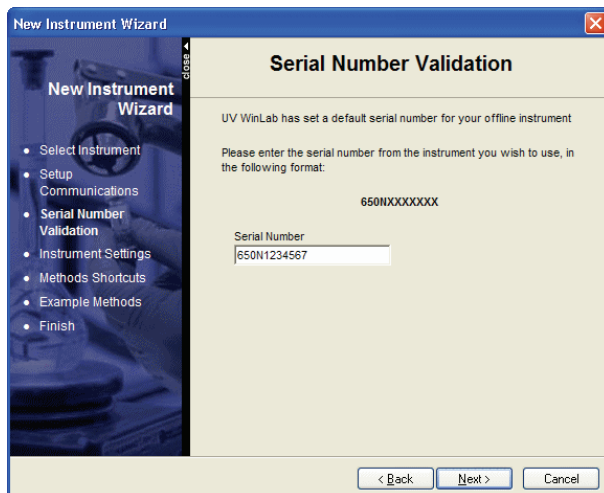 New Instrument Wizard
close
New Instrument
Wizard
Select Instrument
Setup
Communications
Serial Number
Validation
Instrument Settings
Methods Shortcuts
Example Methods
Finish
Serial Number Validation
UV WinLab has set a default serial number for your offline instrument
Please enter the serial number from the instrument you wish to use, in
the following format:
650NXXXXXXX
Serial Number
650N1234567
< Back
Next >
Cancel